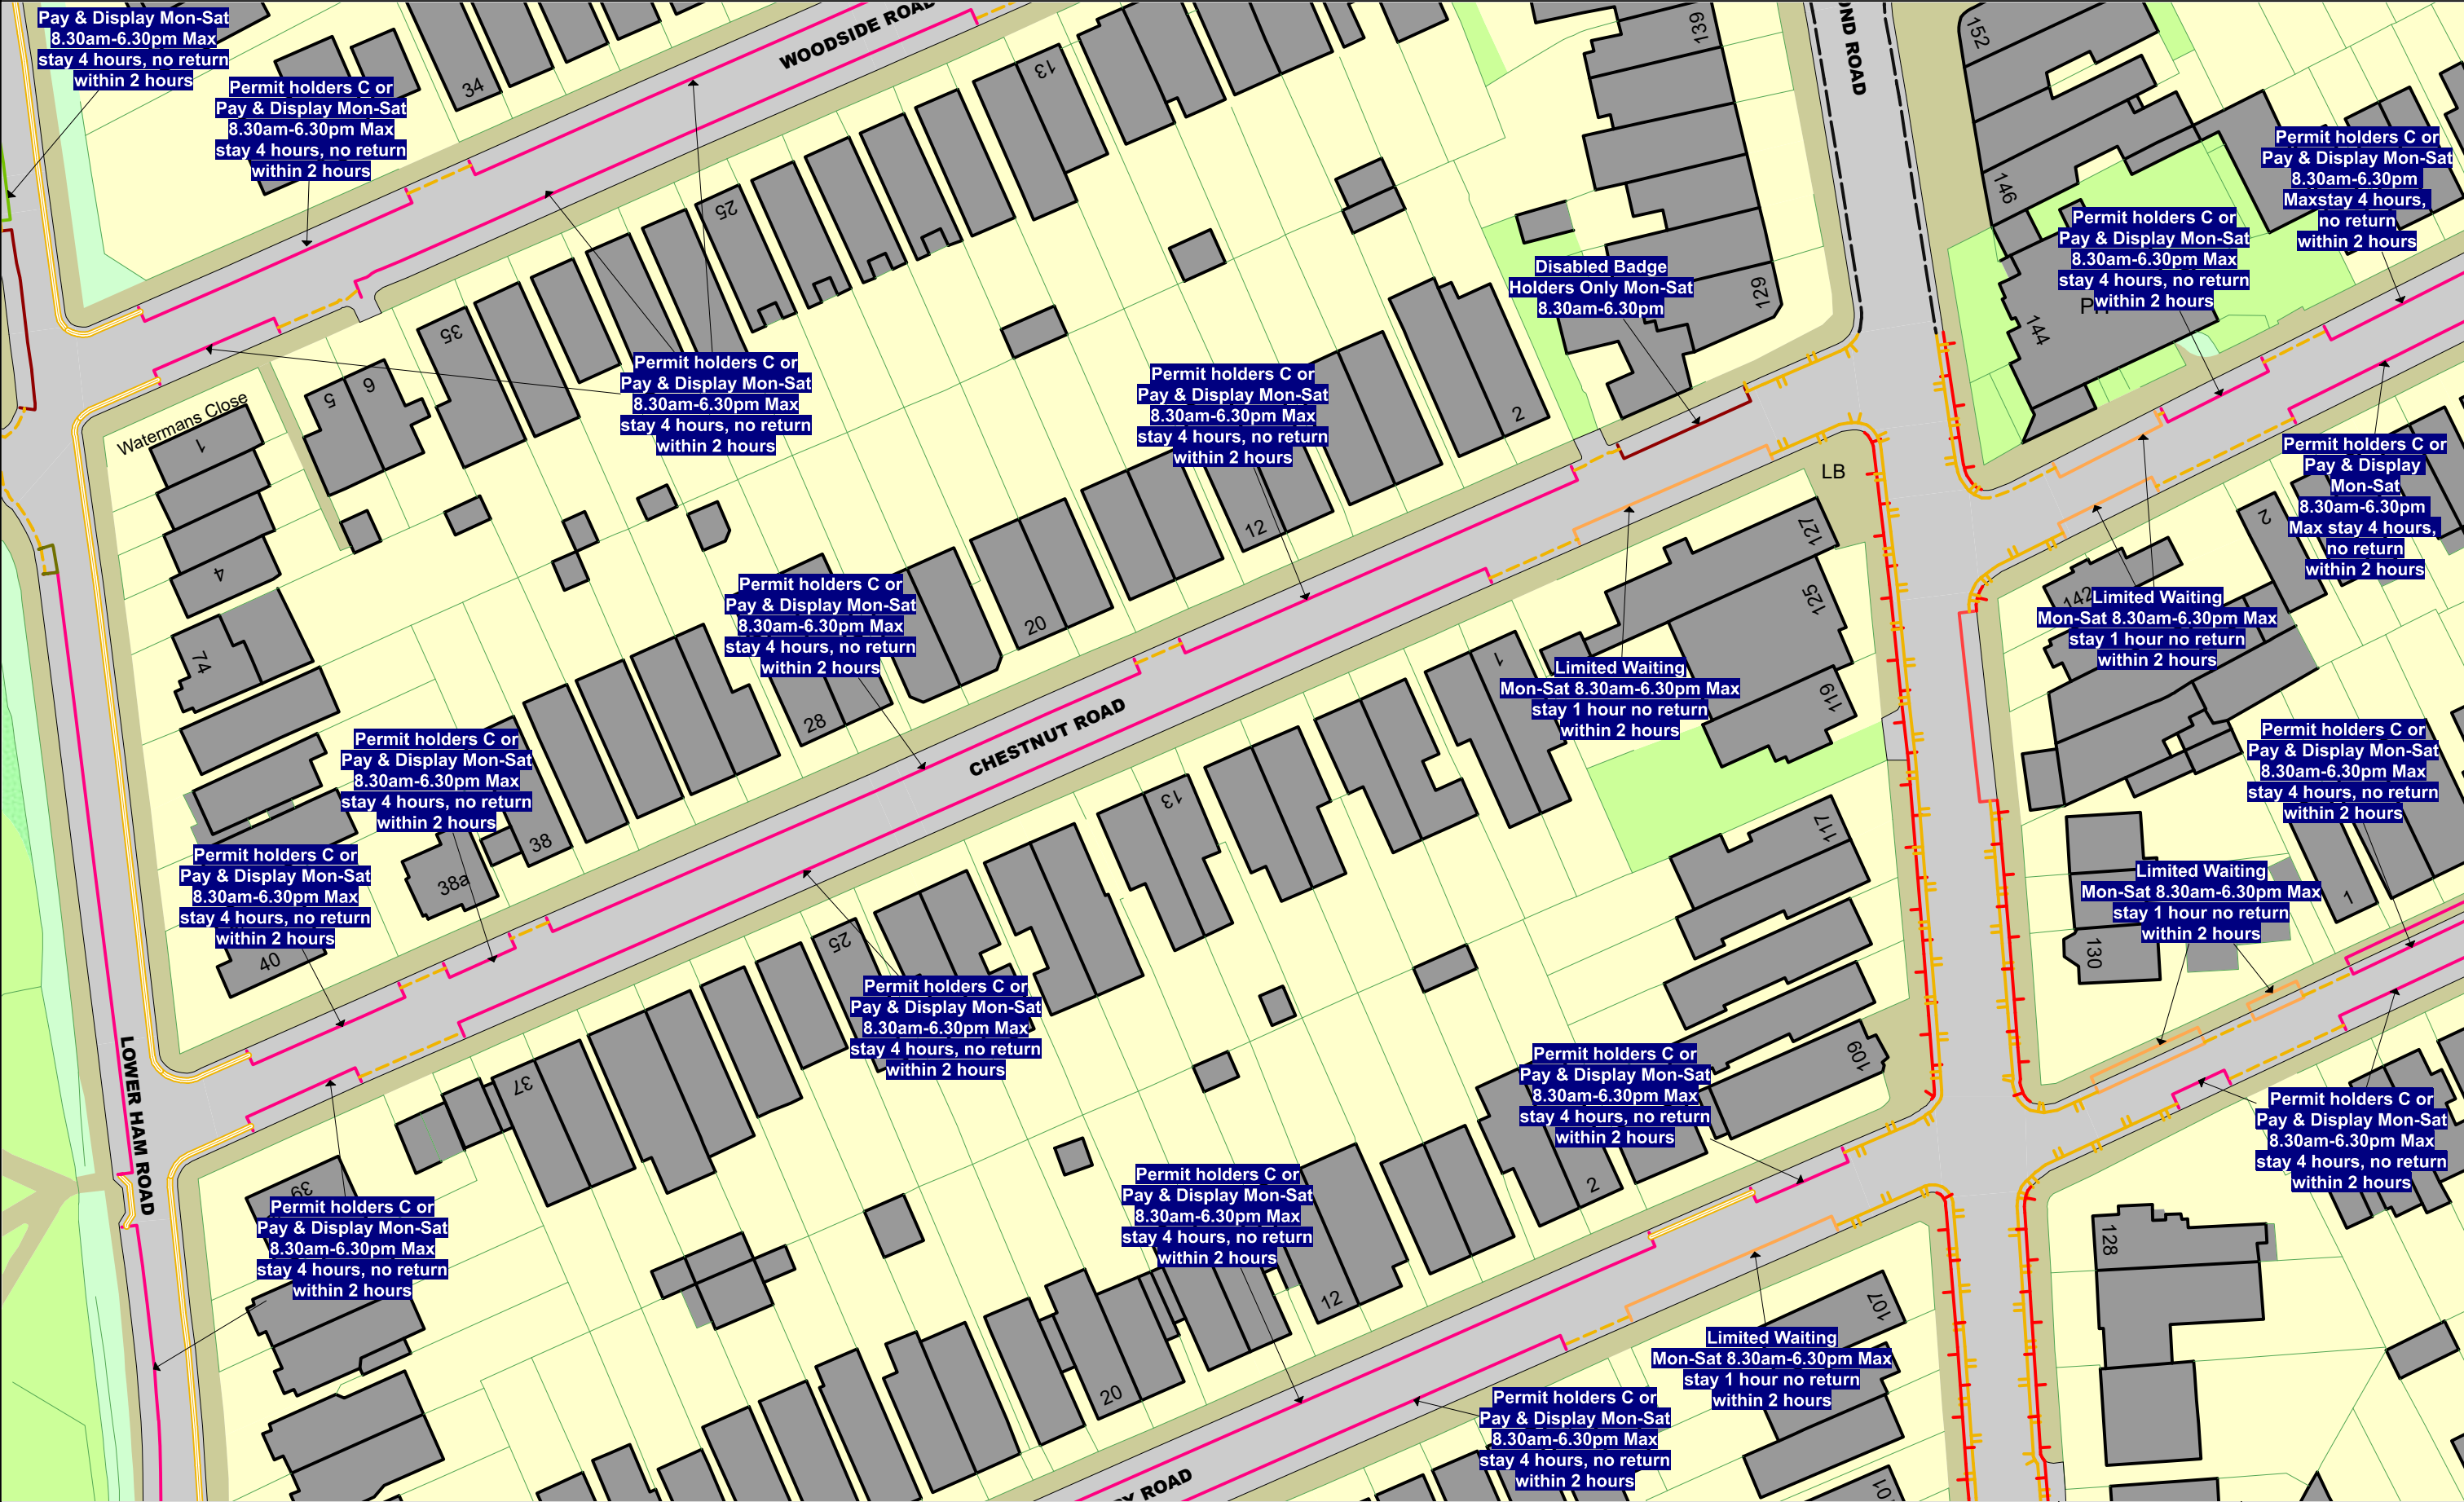 Pay & Display Mon-Sat
8.30am-6.30pm Max
stay 4 hours, no return
within 2 hours
Permit holders C or
Pay & Display Mon-Sat
8.30am-6.30pm Max
stay 4 hours, no return
within 2 hours
34
WOODSIDE ROAD
13
139
OND ROAD
152
146
Permit holders C or
Pay & Display Mon-Sat
8.30am-6.30pm
Maxstay 4 hours,
no return
within 2 hours
Permit holders C or
Pay & Display Mon-Sat
8.30am-6.30pm Max
stay 4 hours, no return
within 2 hours
144
25
35
Disabled Badge
Holders Only Mon-Sat
8.30am-6.30pm
129
Permit holders C or
Pay & Display Mon-Sat
8.30am-6.30pm Max
stay 4 hours, no return
within 2 hours
Permit holders C or
Pay & Display Mon-Sat
8.30am-6.30pm Max
stay 4 hours, no return
within 2 hours
Watermans Close
1
5
6
4
2
12
LB
127
125
119
2
Permit holders C or
Pay & Display
Mon-Sat
8.30am-6.30pm
Max stay 4 hours,
no return
within 2 hours
142
Limited Waiting
Mon-Sat 8.30am-6.30pm Max
stay 1 hour no return
within 2 hours
Permit holders C or
Pay & Display Mon-Sat
8.30am-6.30pm Max
stay 4 hours, no return
within 2 hours
20
28
74
Limited Waiting
Mon-Sat 8.30am-6.30pm Max
stay 1 hour no return
within 2 hours
1
CHESTNUT ROAD
Permit holders C or
Pay & Display Mon-Sat
8.30am-6.30pm Max
stay 4 hours, no return
within 2 hours
Permit holders C or
Pay & Display Mon-Sat
8.30am-6.30pm Max
stay 4 hours, no return
within 2 hours
38
38a
13
117
1
Limited Waiting
Mon-Sat 8.30am-6.30pm Max
stay 1 hour no return
within 2 hours
130
Permit holders C or
Pay & Display Mon-Sat
8.30am-6.30pm Max
stay 4 hours, no return
within 2 hours
40
25
Permit holders C or
Pay & Display Mon-Sat
8.30am-6.30pm Max
stay 4 hours, no return
within 2 hours
37
LOWER HAM ROAD
Permit holders C or
Pay & Display Mon-Sat
8.30am-6.30pm Max
stay 4 hours, no return
within 2 hours
109
2
Permit holders C or
Pay & Display Mon-Sat
8.30am-6.30pm Max
stay 4 hours, no return
within 2 hours
39
Permit holders C or
Pay & Display Mon-Sat
8.30am-6.30pm Max
stay 4 hours, no return
within 2 hours
Permit holders C or
Pay & Display Mon-Sat
8.30am-6.30pm Max
stay 4 hours, no return
within 2 hours
12
20
128
107
Limited Waiting
Mon-Sat 8.30am-6.30pm Max
stay 1 hour no return
within 2 hours
Permit holders C or
Pay & Display Mon-Sat
8.30am-6.30pm Max
stay 4 hours, no return
within 2 hours
ROAD
101